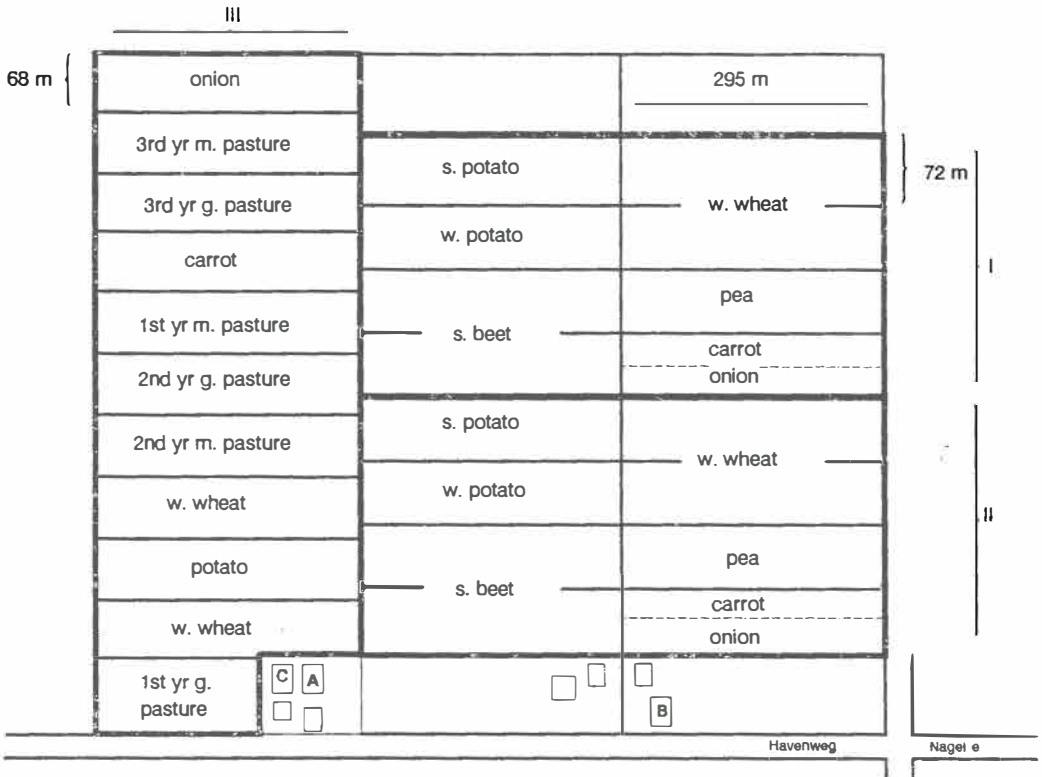 III
68 m
onion
295 m
3rd yr m. pasture
s. potato
72 m
3rd yr g. pasture
w. wheat
w. potato
carrot
I
pea
1st yr m. pasture
s. beet
carrot
2nd yr g. pasture
onion
s. potato
2nd yr m. pasture
w. wheat
w. potato
w. wheat
II
pea
potato
s. beet
carrot
w. wheat
onion
1st yr g.
pasture
C A
B
Havenweg
Nagel e